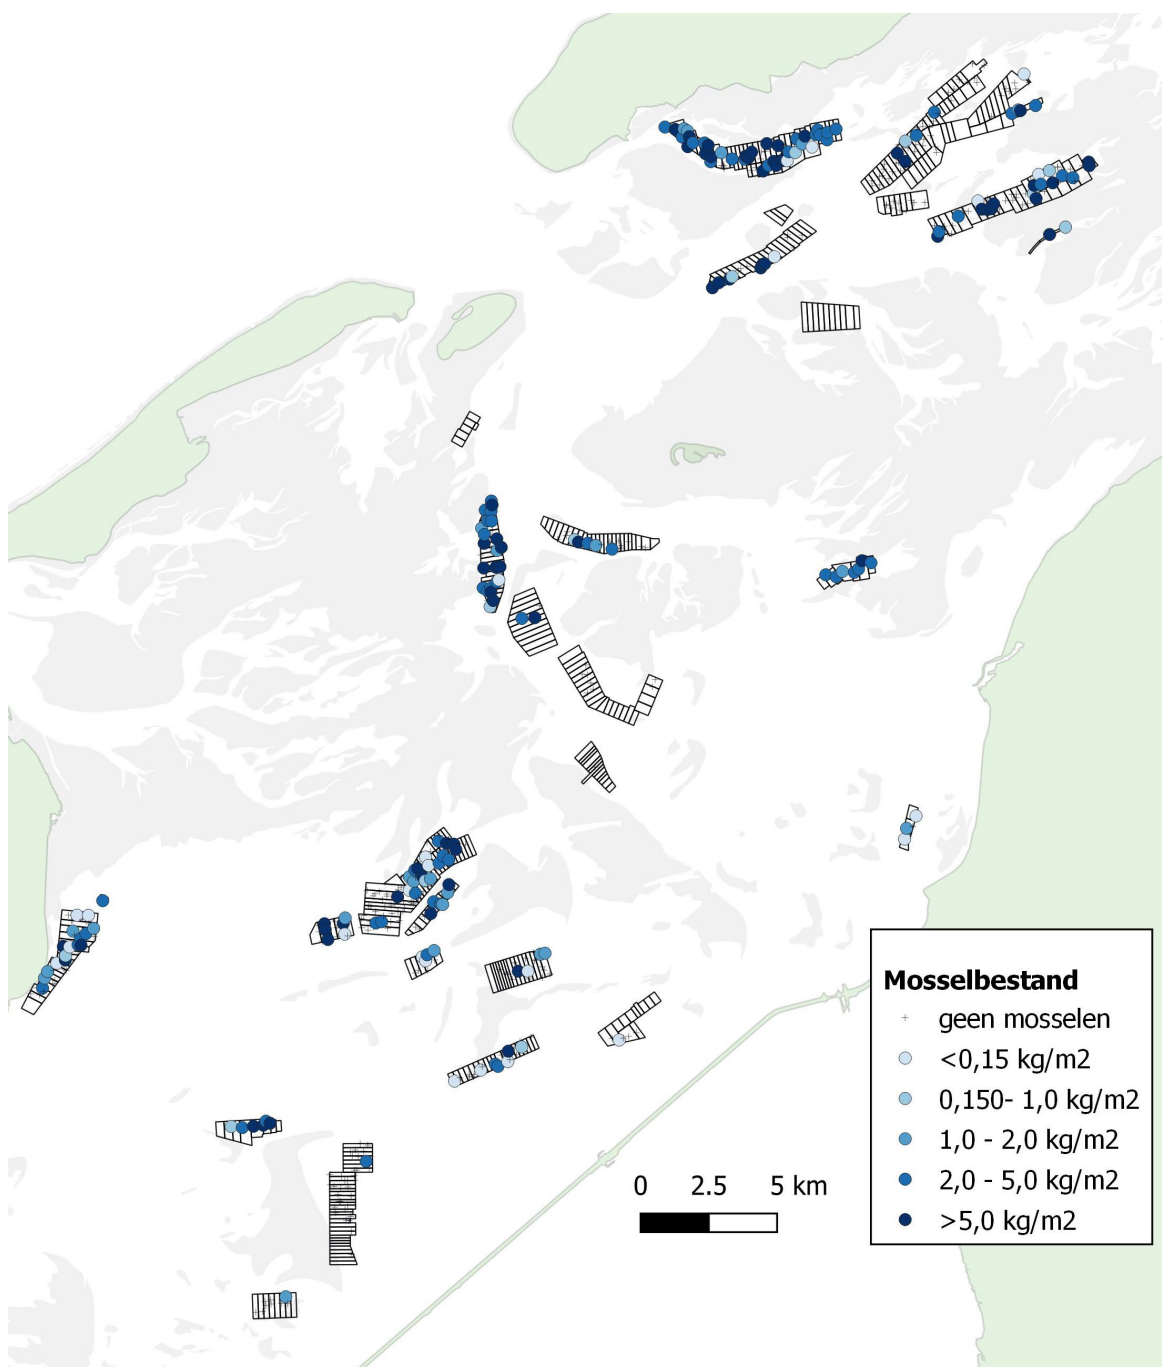 Mosselbestand
geen mosselen
<0,15 kg/m2
0,150- 1,0 kg/m2
1,0 - 2,0 kg/m2
2,0 - 5,0 kg/m2
>5,0 kg/m2
0 2.5 5 km